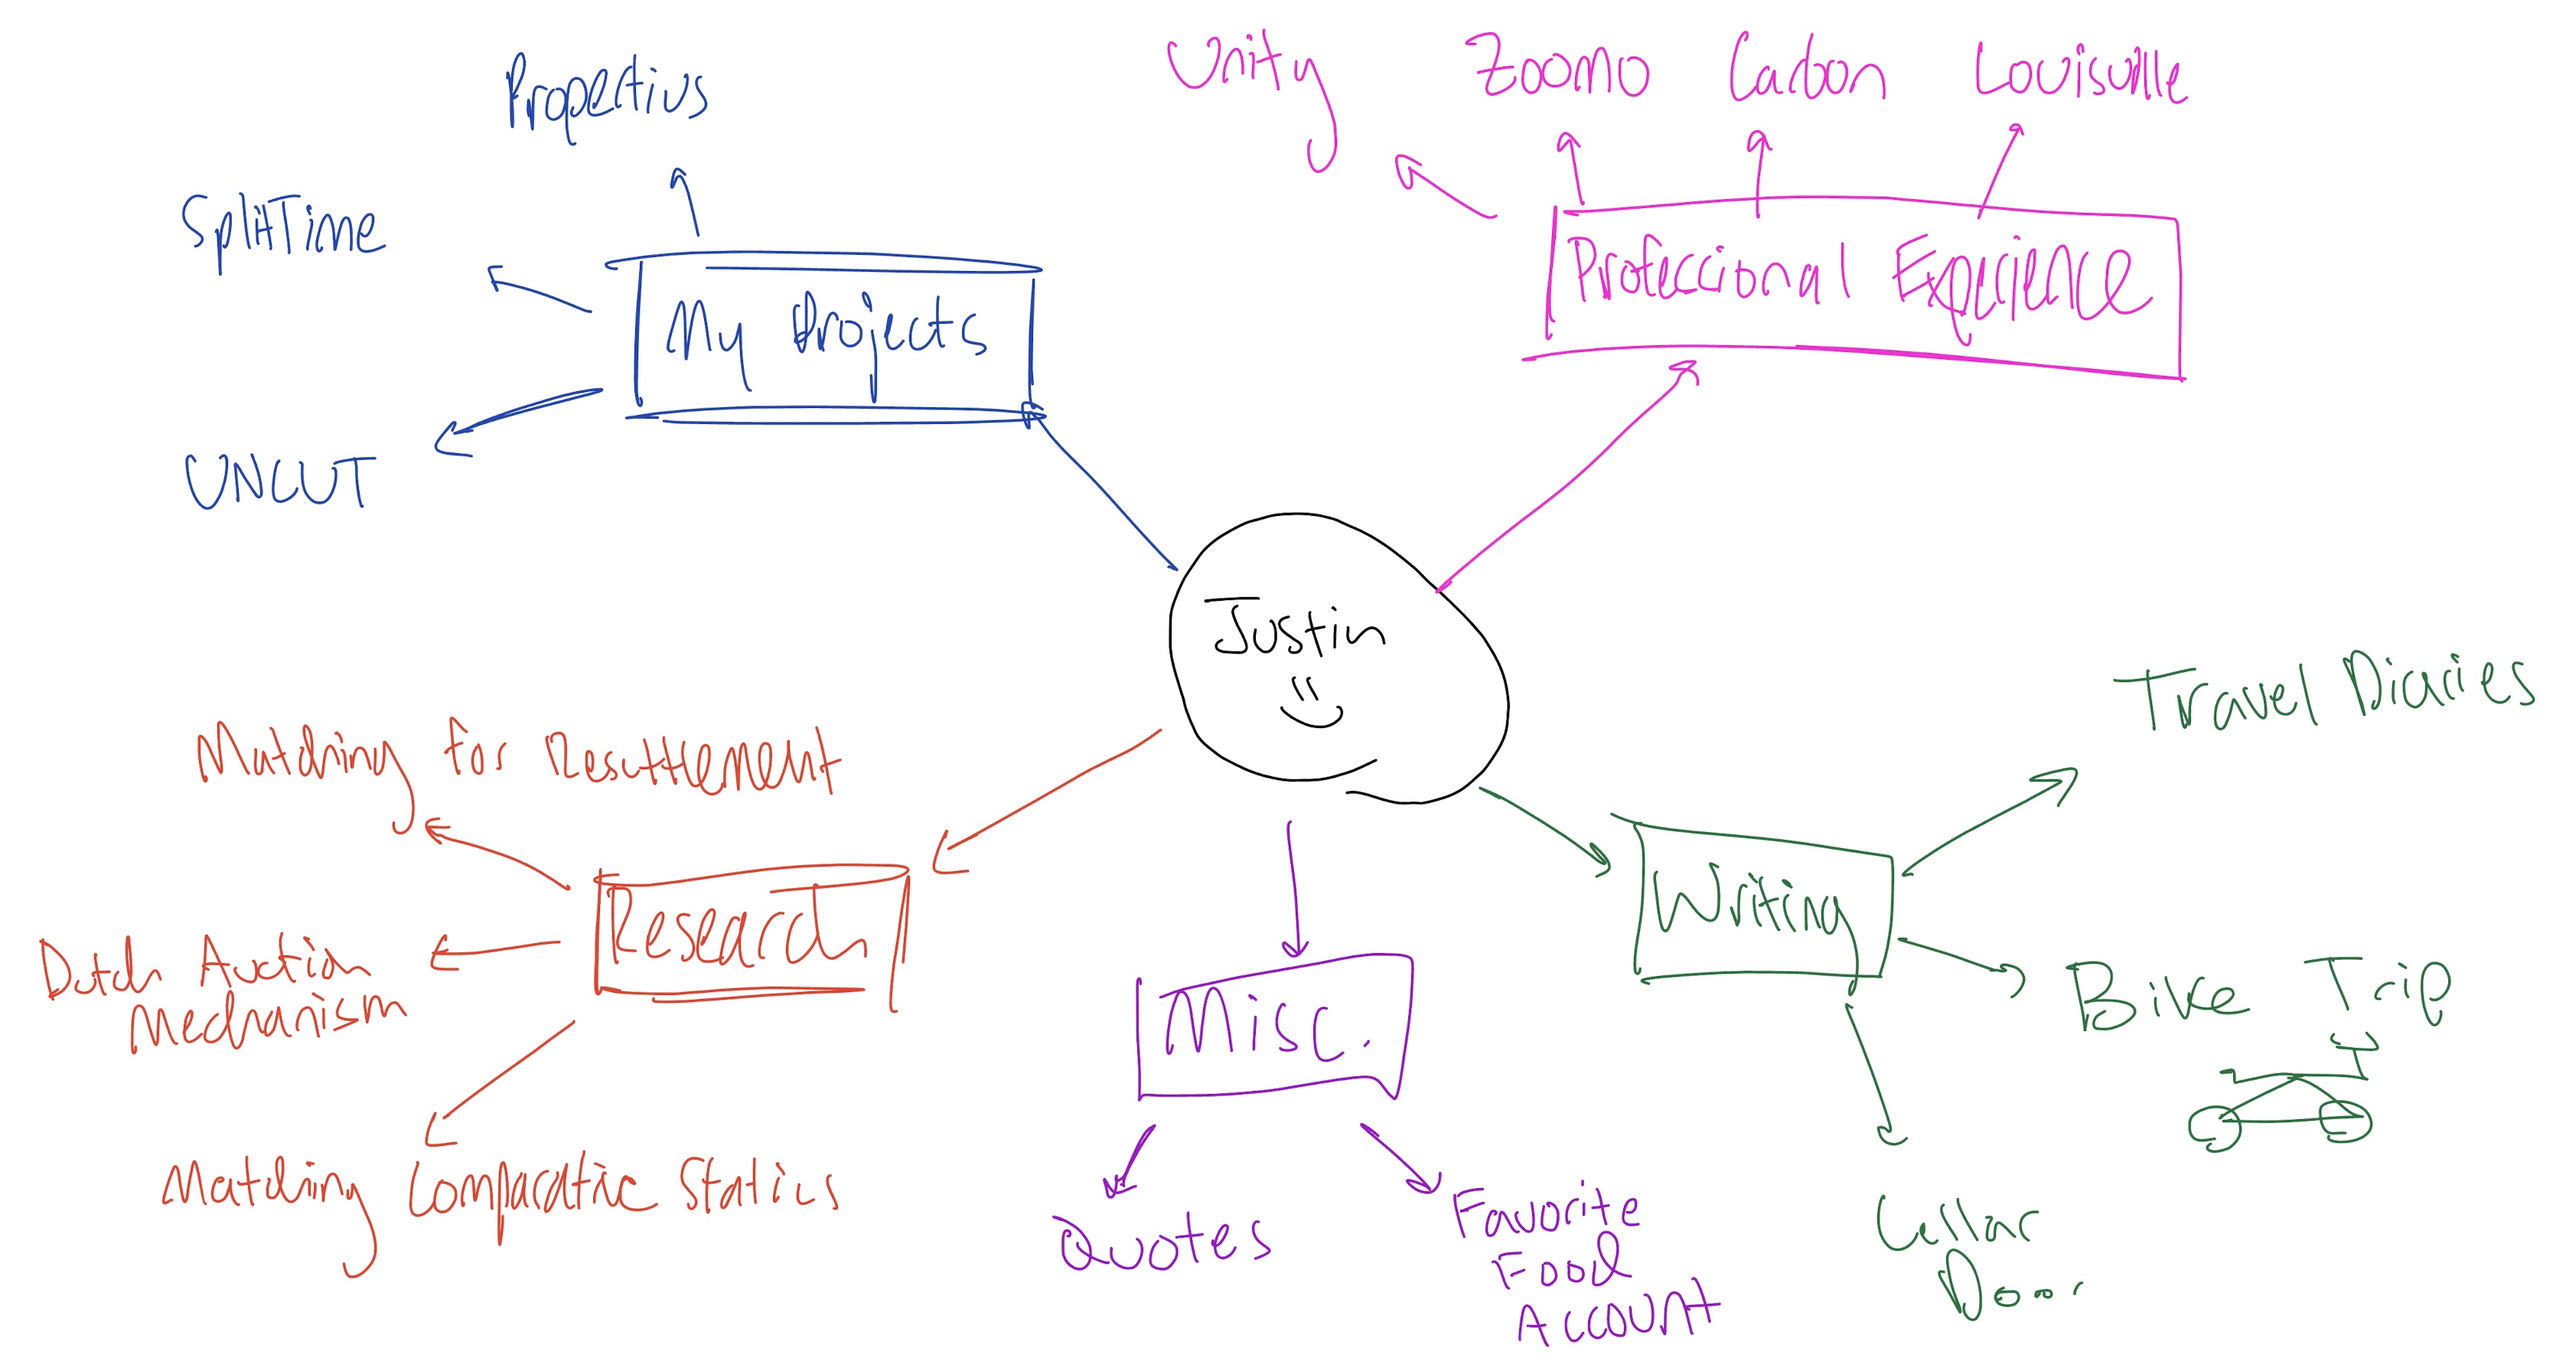 Propertius
SplitTime
UNCUT
My Projects
Unity
Zoomo
Carbon
Louisville
Profeccional Experience
Justin
Matching for Resettlement
Dutch Auction
Mechanism
Matching Comparative Statics
Research
Misc.
Quotes
Favorite
Food
Account
Writing
Travel Diaries
Bike Trip
Cellar
Door